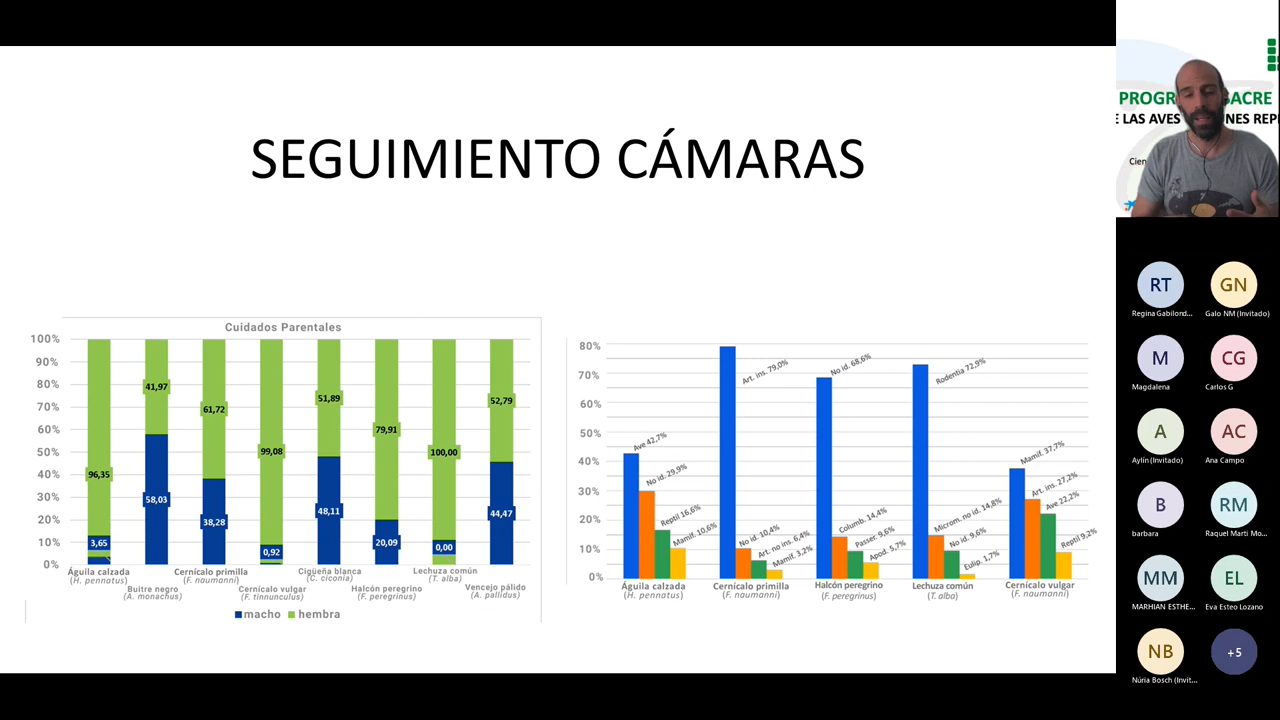 SEGUIMIENTO CÁMARAS
Cuidados Parentales
100%
90%
80%
70%
60%
50%
40%
30%
20%
10%
0%
96,35
3,65
41,97
58,03
61,72
38,28
99,08
0,92
51,89
48,11
79,91
20,09
100,00
0,00
52,79
44,47
Águila calzada
(H. pennatus)
Buitre negro
(A. monachus)
Cernícalo primilla
(F. naumanni)
Cernícalo vulgar
(F. tinnunculus)
Cigüeña blanca
(C. ciconia)
Halcón peregrino
(F. peregrinus)
Lechuza común
(T. alba)
Vencejo pálido
(A. pallidus)
macho hembra
80%
70%
60%
50%
40%
30%
20%
10%
0%
Ave 42,7%
No id. 29,9%
Reptil 16,6%
Mamif. 10,6%
Art. ins. 79,0%
No id. 10,4%
Art. no ins. 6,4%
Mamif. 3,2%
No id. 68,6%
Columb. 14,4%
Paser. 9,6%
Apod. 5,7%
Rodentia 72,9%
Microm. no id. 14,8%
No id. 9,6%
Eulip. 1,7%
Mamif. 37,7%
Art. ins. 27,2%
Ave 22,2%
Reptil 9,2%
Águila calzada
(H. pennatus)
Cernícalo primilla
(F. naumanni)
Halcón peregrino
(F. peregrinus)
Lechuza común
(T. alba)
Cernícalo vulgar
(F. naumanni)
PROGR SACRE
E LAS AVES UNES REPI
Cien
RT
Regina Gabilond...
GN
Galo NM (Invitado)
M
Magdalena
CG
Carlos G
A
Aylín (Invitado)
AC
Ana Campo
B
barbara
RM
Raquel Martí Mo...
MM
MARHIAN ESTHE...
EL
Eva Esteo Lozano
NB
Núria Bosch (Invit...
+5